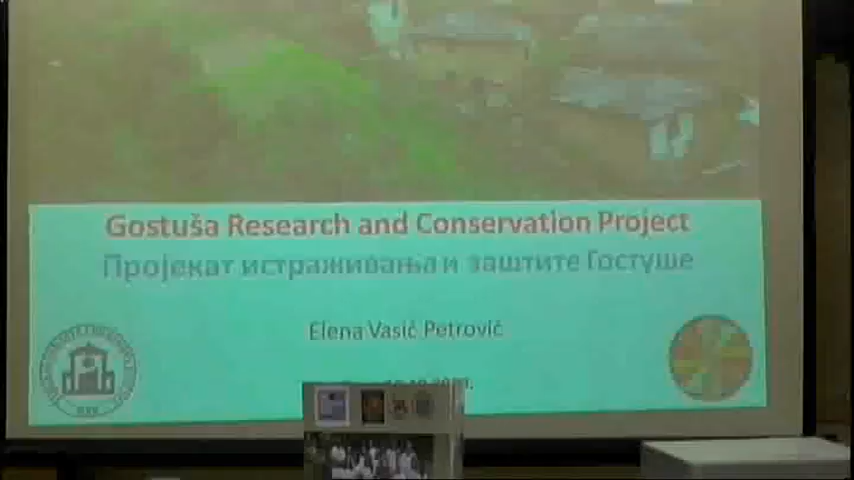 Gostuša Research and Conservation Project
Пројекат истраживања и заштите Гостуше
Elena Vasić Petrović